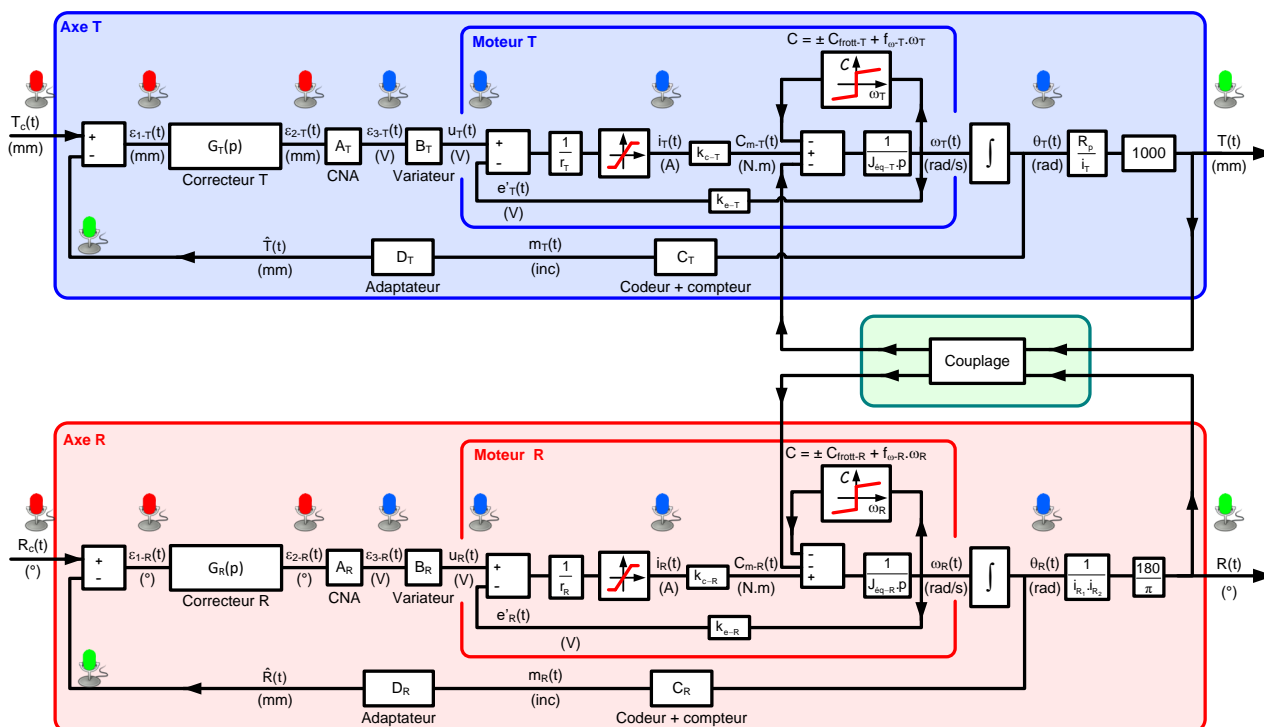 Axe T
Moteur T
C = ± Cfrott-T + fω-T.ωT
C
ωT
Tc(t)
(mm)
+
-
ε1-T(t)
(mm)
GT(p)
Correcteur T
ε2-T(t)
(mm)
AT
CNA
ε3-T(t)
(V)
BT
Variateur
uT(t)
(V)
+
-
1
rT
iT(t)
(A)
kc-T
Cm-T(t)
(N.m)
-
+
-
1
Jéq-T.p
ωT(t)
(rad/s)
∫
θT(t)
(rad)
Rp
iT
1000
T(t)
(mm)
e'T(t)
(V)
ke-T
T̂(t)
(mm)
DT
Adaptateur
mT(t)
(inc)
CT
Codeur + compteur
Couplage
Axe R
Moteur R
C = ± Cfrott-R + fω-R.ωR
C
ωR
Rc(t)
(°)
+
-
ε1-R(t)
(°)
GR(p)
Correcteur R
ε2-R(t)
(°)
AR
CNA
ε3-R(t)
(V)
BR
Variateur
uR(t)
(V)
+
-
1
rR
iR(t)
(A)
kc-R
Cm-R(t)
(N.m)
-
-
+
1
Jéq-R.p
ωR(t)
(rad/s)
∫
θR(t)
(rad)
1
iR1.iR2
180
π
R(t)
(°)
e'R(t)
(V)
ke-R
R̂(t)
(mm)
DR
Adaptateur
mR(t)
(inc)
CR
Codeur + compteur